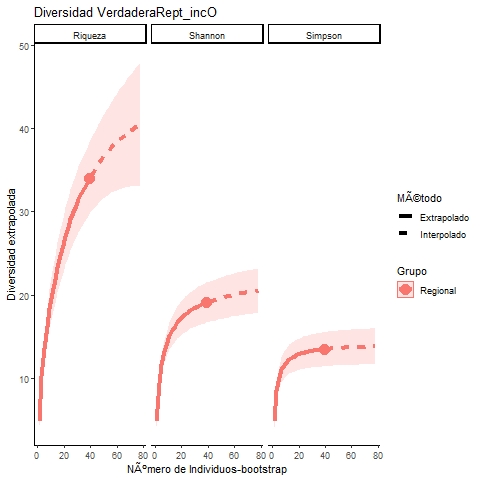 Diversidad VerdaderaRept_incO
Riqueza Shannon Simpson
50
40
30
20
10
Diversidad extrapolada
0 20 40 60 80 0 20 40 60 80 0 20 40 60 80
NÃºmero de Individuos-bootstrap
MÃ©todo
Extrapolado
Interpolado
Grupo
Regional